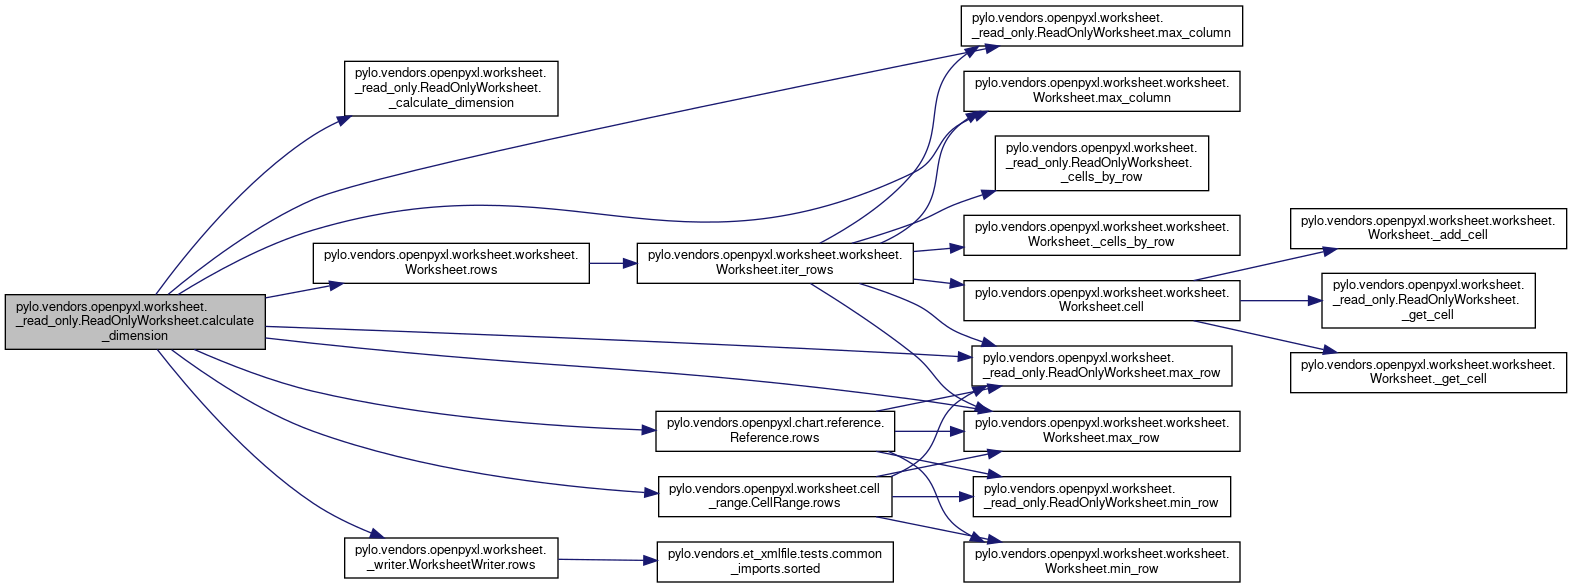 pylo.vendors.openpyxl.worksheet.
_read_only.ReadOnlyWorksheet.calculate
_dimension
pylo.vendors.openpyxl.worksheet.
_read_only.ReadOnlyWorksheet.
_calculate_dimension
pylo.vendors.openpyxl.worksheet.worksheet.
Worksheet.rows
pylo.vendors.openpyxl.worksheet.
_writer.WorksheetWriter.rows
pylo.vendors.openpyxl.worksheet.worksheet.
Worksheet.iter_rows
pylo.vendors.openpyxl.chart.reference.
Reference.rows
pylo.vendors.openpyxl.worksheet.cell
_range.CellRange.rows
pylo.vendors.et_xmlfile.tests.common
_imports.sorted
pylo.vendors.openpyxl.worksheet.
_read_only.ReadOnlyWorksheet.max_column
pylo.vendors.openpyxl.worksheet.worksheet.
Worksheet.max_column
pylo.vendors.openpyxl.worksheet.
_read_only.ReadOnlyWorksheet.
_cells_by_row
pylo.vendors.openpyxl.worksheet.worksheet.
Worksheet._cells_by_row
pylo.vendors.openpyxl.worksheet.worksheet.
Worksheet.cell
pylo.vendors.openpyxl.worksheet.
_read_only.ReadOnlyWorksheet.max_row
pylo.vendors.openpyxl.worksheet.worksheet.
Worksheet.max_row
pylo.vendors.openpyxl.worksheet.
_read_only.ReadOnlyWorksheet.min_row
pylo.vendors.openpyxl.worksheet.worksheet.
Worksheet.min_row
pylo.vendors.openpyxl.worksheet.worksheet.
Worksheet._add_cell
pylo.vendors.openpyxl.worksheet.
_read_only.ReadOnlyWorksheet.
_get_cell
pylo.vendors.openpyxl.worksheet.worksheet.
Worksheet._get_cell